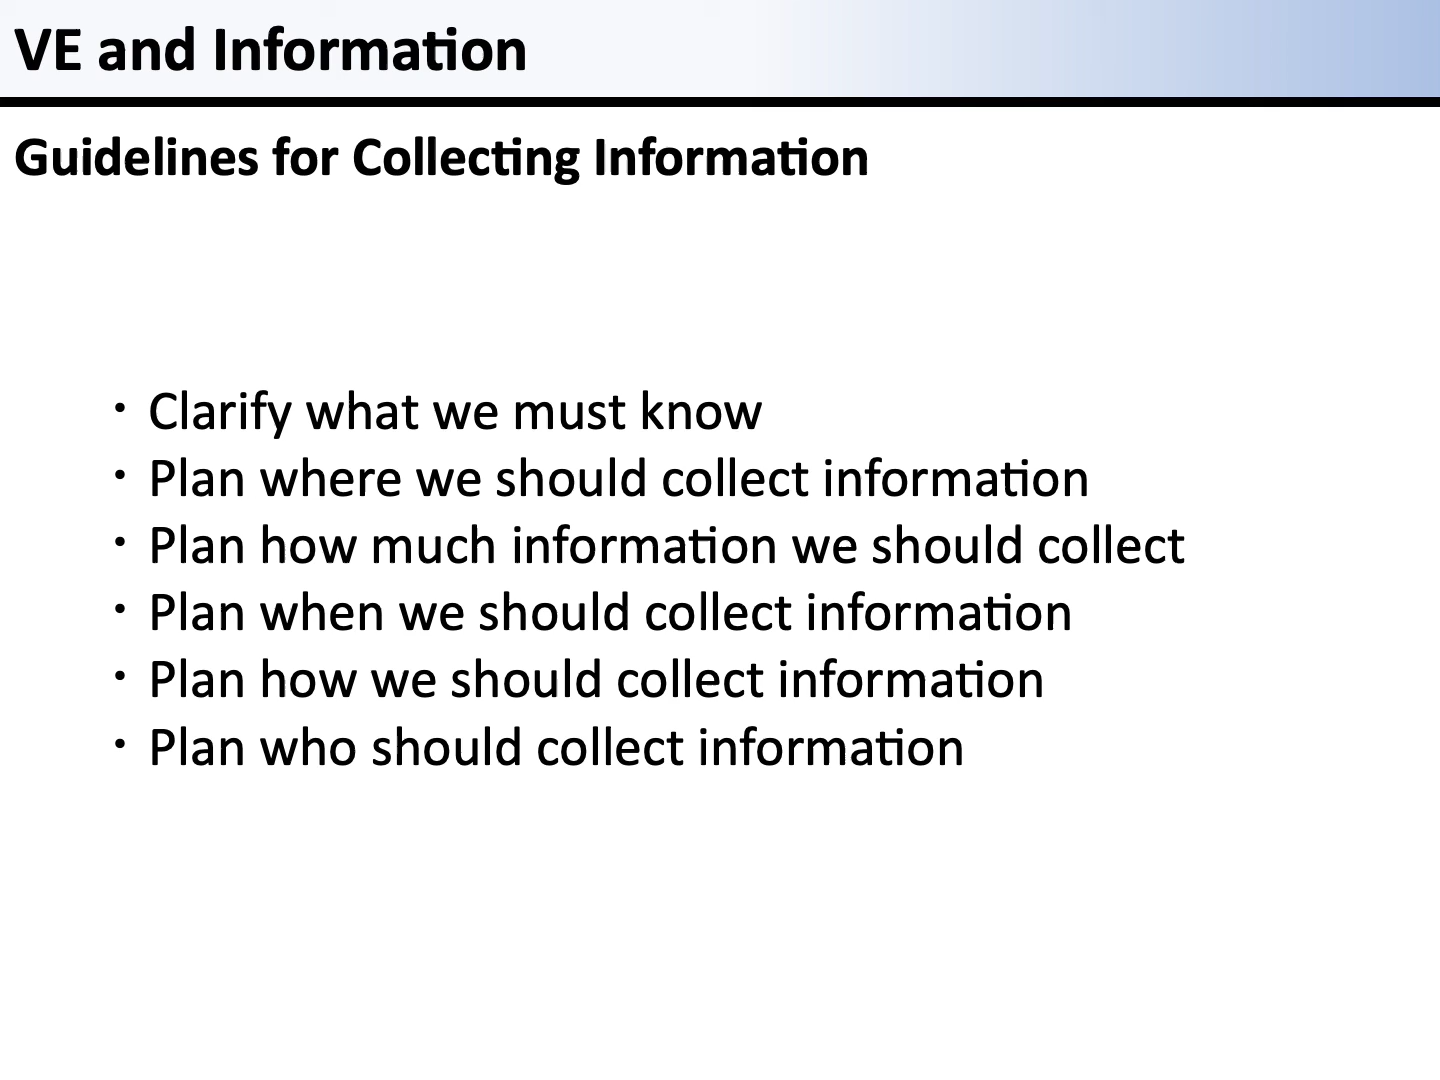 VE and Information
Guidelines for Collecting Information
・Clarify what we must know
・Plan where we should collect information
・Plan how much information we should collect
・Plan when we should collect information
・Plan how we should collect information
・Plan who should collect information